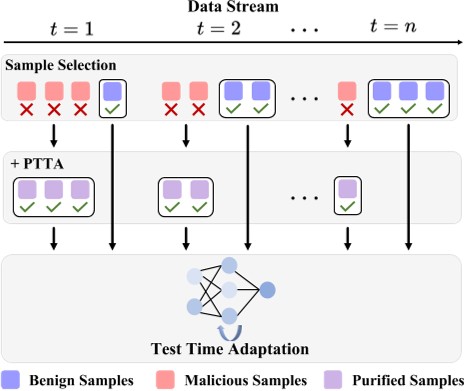 Data Stream
t = 1 t = 2 ... t = n
Sample Selection
...
+ PTTA
...
Test Time Adaptation
Benign Samples Malicious Samples Purified Samples